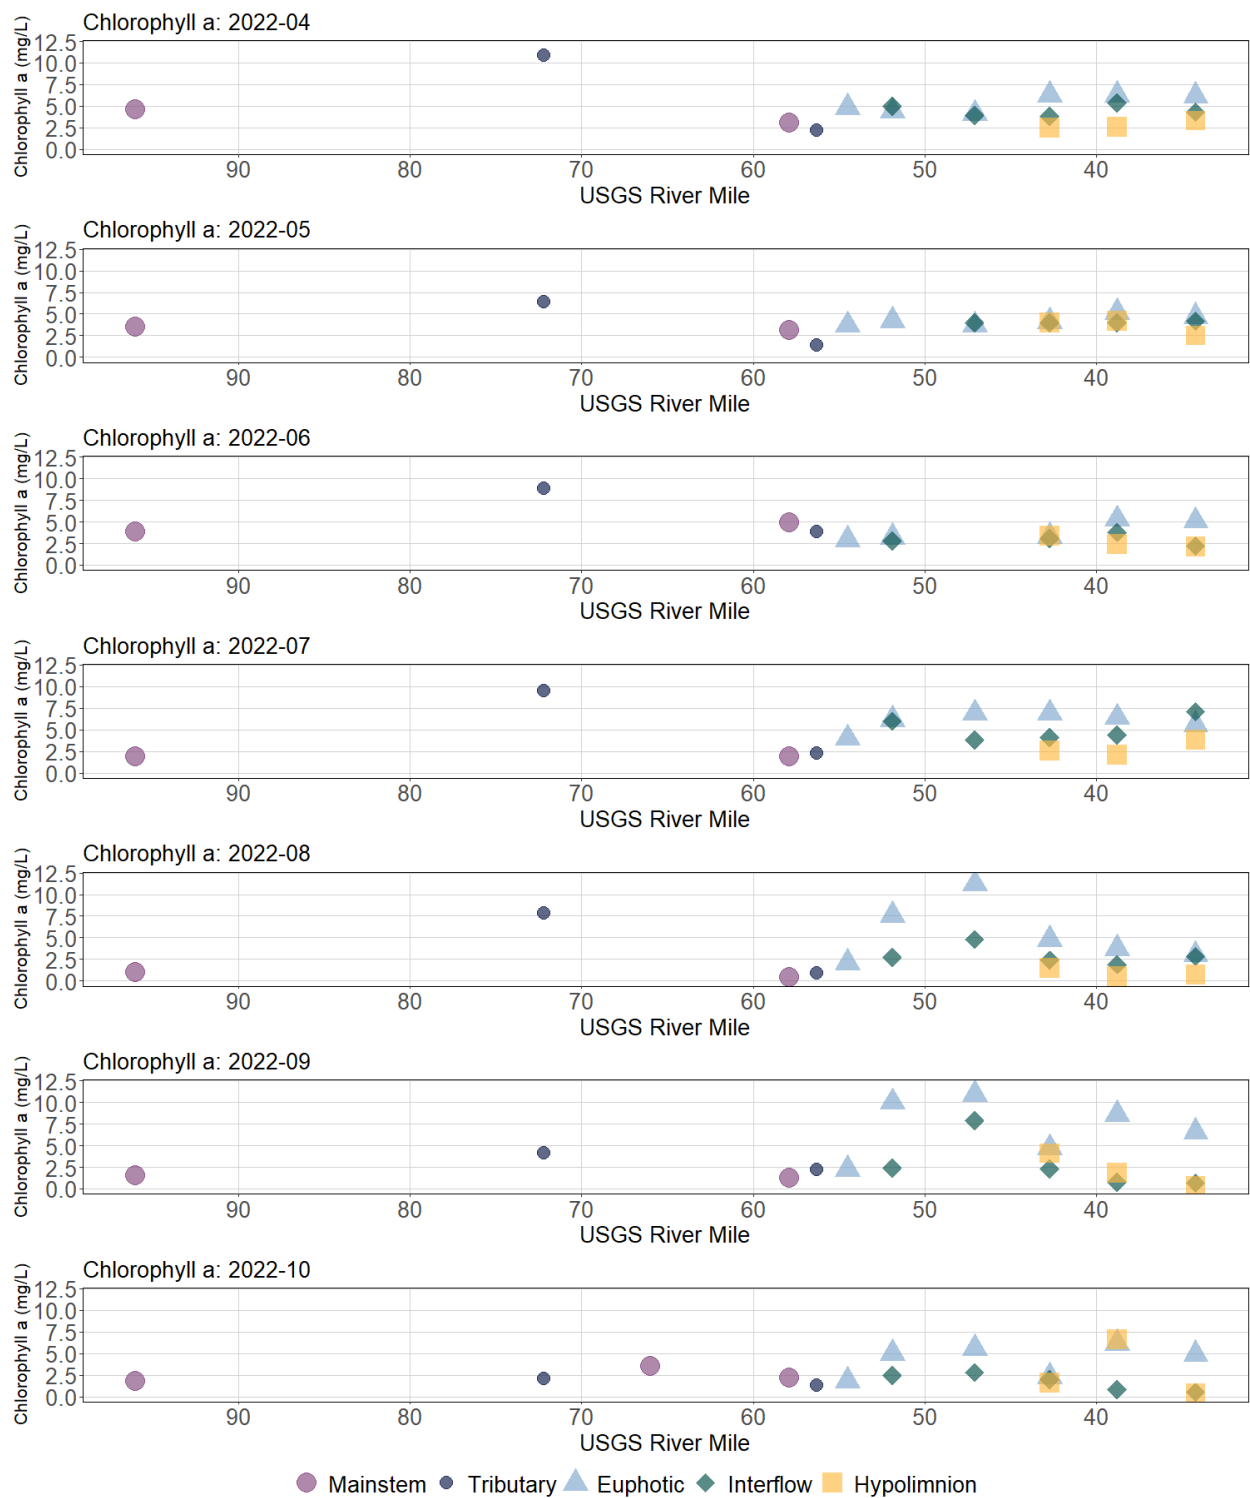 Chlorophyll a: 2022-04
Chlorophyll a (mg/L)
12.5
10.0
7.5
5.0
2.5
0.0
90 80 70 60 50 40
USGS River Mile
Chlorophyll a: 2022-05
Chlorophyll a (mg/L)
12.5
10.0
7.5
5.0
2.5
0.0
90 80 70 60 50 40
USGS River Mile
Chlorophyll a: 2022-06
Chlorophyll a (mg/L)
12.5
10.0
7.5
5.0
2.5
0.0
90 80 70 60 50 40
USGS River Mile
Chlorophyll a: 2022-07
Chlorophyll a (mg/L)
12.5
10.0
7.5
5.0
2.5
0.0
90 80 70 60 50 40
USGS River Mile
Chlorophyll a: 2022-08
Chlorophyll a (mg/L)
12.5
10.0
7.5
5.0
2.5
0.0
90 80 70 60 50 40
USGS River Mile
Chlorophyll a: 2022-09
Chlorophyll a (mg/L)
12.5
10.0
7.5
5.0
2.5
0.0
90 80 70 60 50 40
USGS River Mile
Chlorophyll a: 2022-10
Chlorophyll a (mg/L)
12.5
10.0
7.5
5.0
2.5
0.0
90 80 70 60 50 40
USGS River Mile
Mainstem Tributary Euphotic Interflow Hypolimnion